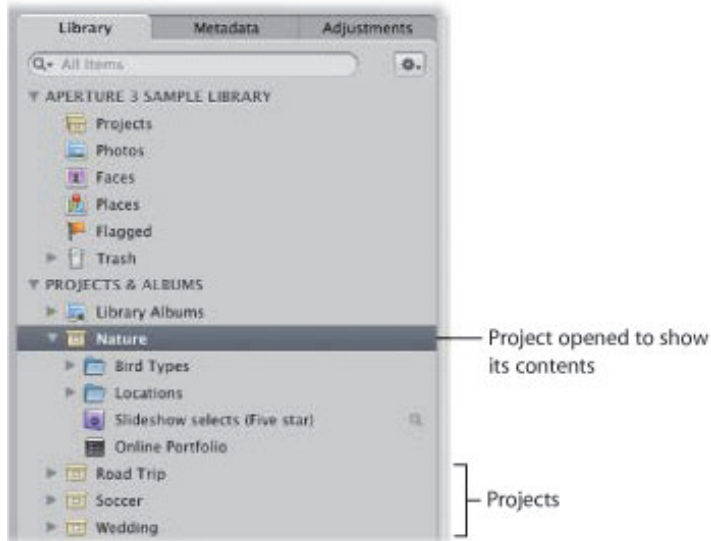 Library Metadata Adjustments
All Items
APERTURE 3 SAMPLE LIBRARY
Projects
Photos
Faces
Places
Flagged
Trash
PROJECTS & ALBUMS
Library Albums
Nature
Project opened to show
its contents
Bird Types
Locations
Slideshow selects (Five star)
Online Portfolio
Road Trip
Soccer
Projects
Wedding